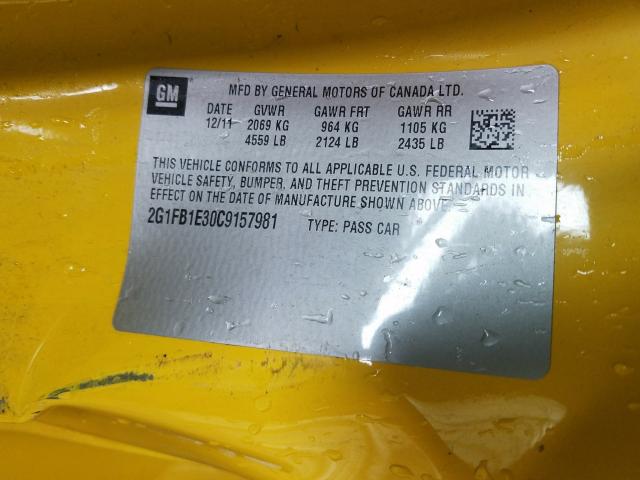 GM
MFD BY GENERAL MOTORS OF CANADA LTD.
DATE GVWR GAWR FRT GAWR RR
12/11 2069 KG 964 KG 1105 KG
4559 LB 2124 LB 2435 LB
THIS VEHICLE CONFORMS TO ALL APPLICABLE U.S. FEDERAL MOTOR
VEHICLE SAFETY, BUMPER, AND THEFT PREVENTION STANDARDS IN
EFFECT ON THE DATE OF MANUFACTURE SHOWN ABOVE.
2G1FB1E30C9157981 TYPE: PASS CAR